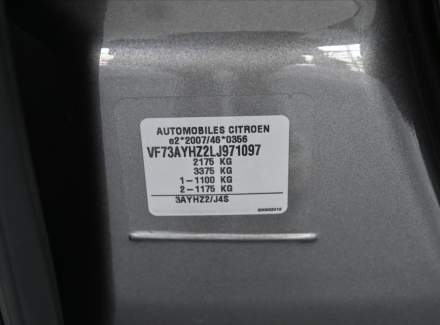 AUTOMOBILES CITROEN
e2*2007/46*0356
VF73AYHZ2LJ971097
2175 KG
3375 KG
1-1100 KG
2-1175 KG
3AYHZ2/J4S